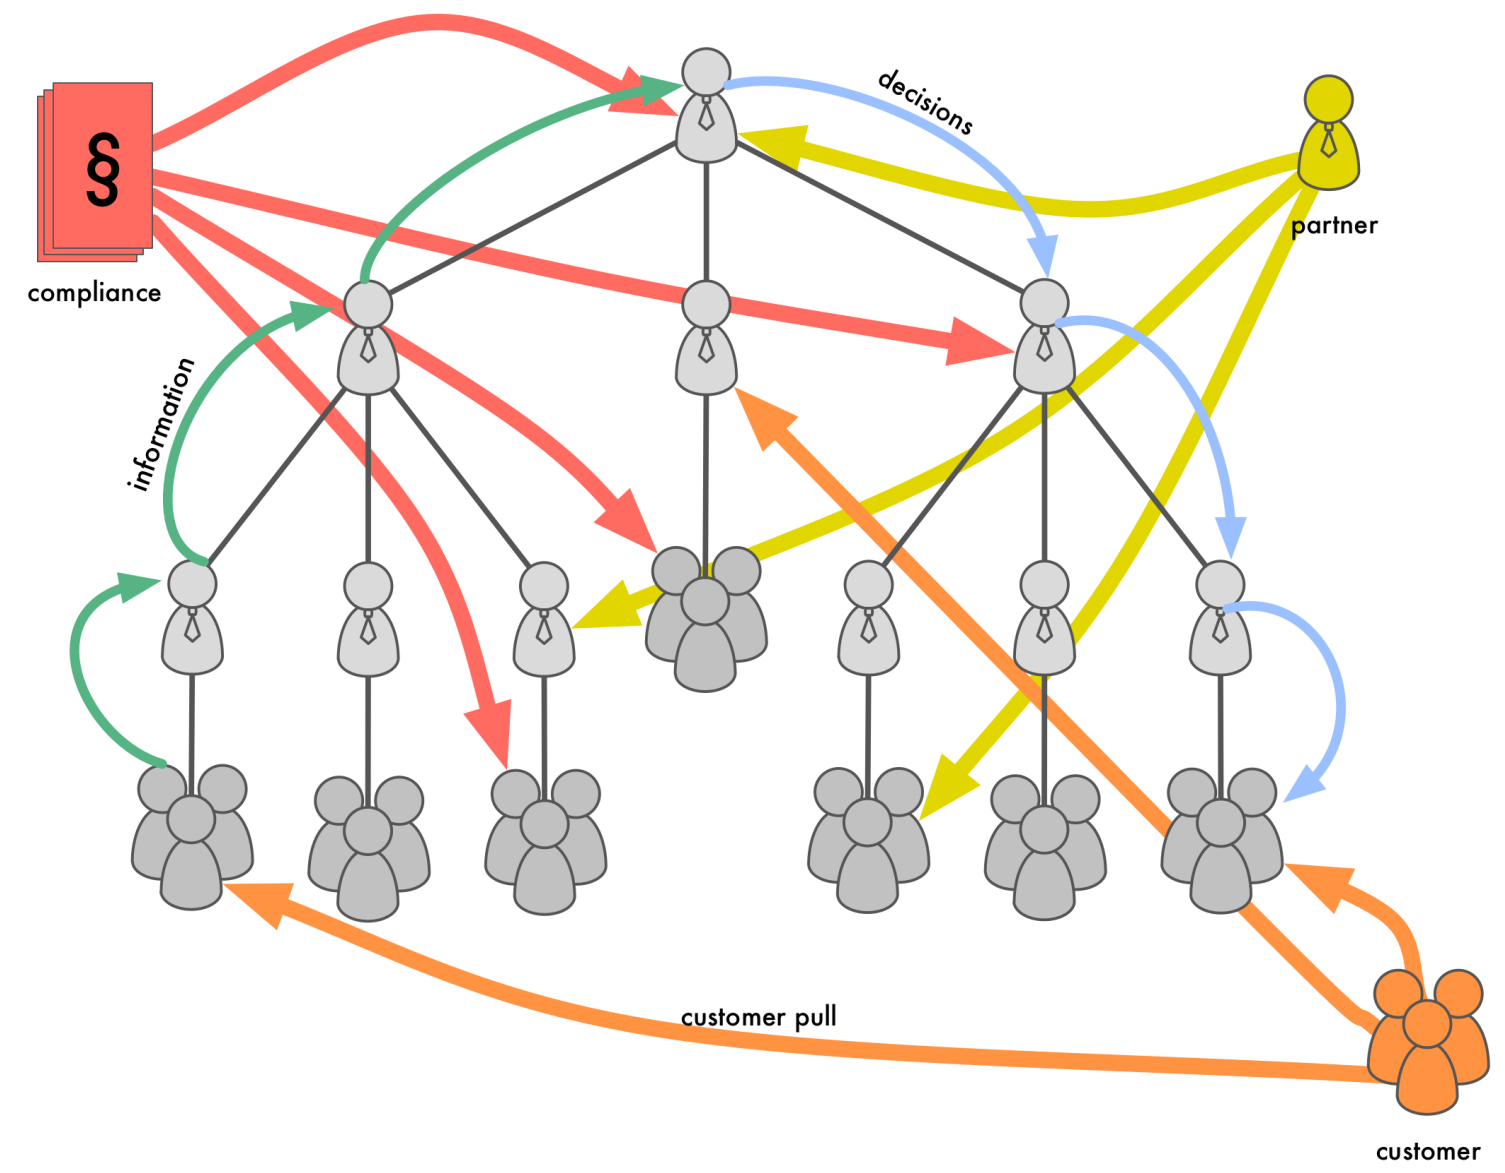 decisions
§
partner
compliance
information
customer pull
customer